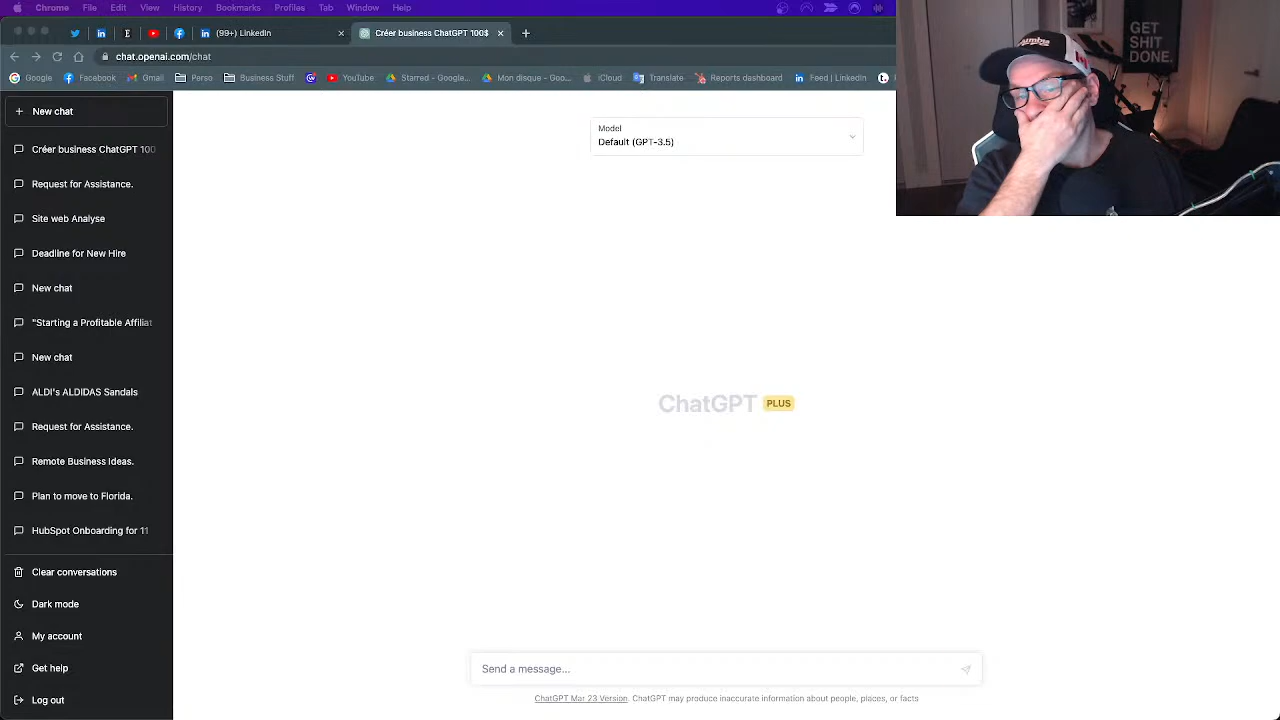 Chrome File Edit View History Bookmarks Profiles Tab Window Help
(99+) LinkedIn
Créer business ChatGPT 100$
chat.openai.com/chat
Google Facebook Gmail Perso Business Stuff YouTube Starred - Google... Mon disque - Goo... iCloud Translate Reports dashboard Feed | LinkedIn
New chat
Créer business ChatGPT 100
Request for Assistance.
Site web Analyse
Deadline for New Hire
New chat
"Starting a Profitable Affiliat
New chat
ALDI's ALDIDAS Sandals
Request for Assistance.
Remote Business Ideas.
Plan to move to Florida.
HubSpot Onboarding for 11
Clear conversations
Dark mode
My account
Get help
Log out
Model
Default (GPT-3.5)
ChatGPT PLUS
Send a message...
ChatGPT Mar 23 Version. ChatGPT may produce inaccurate information about people, places, or facts
GET
SHIT
DONE.